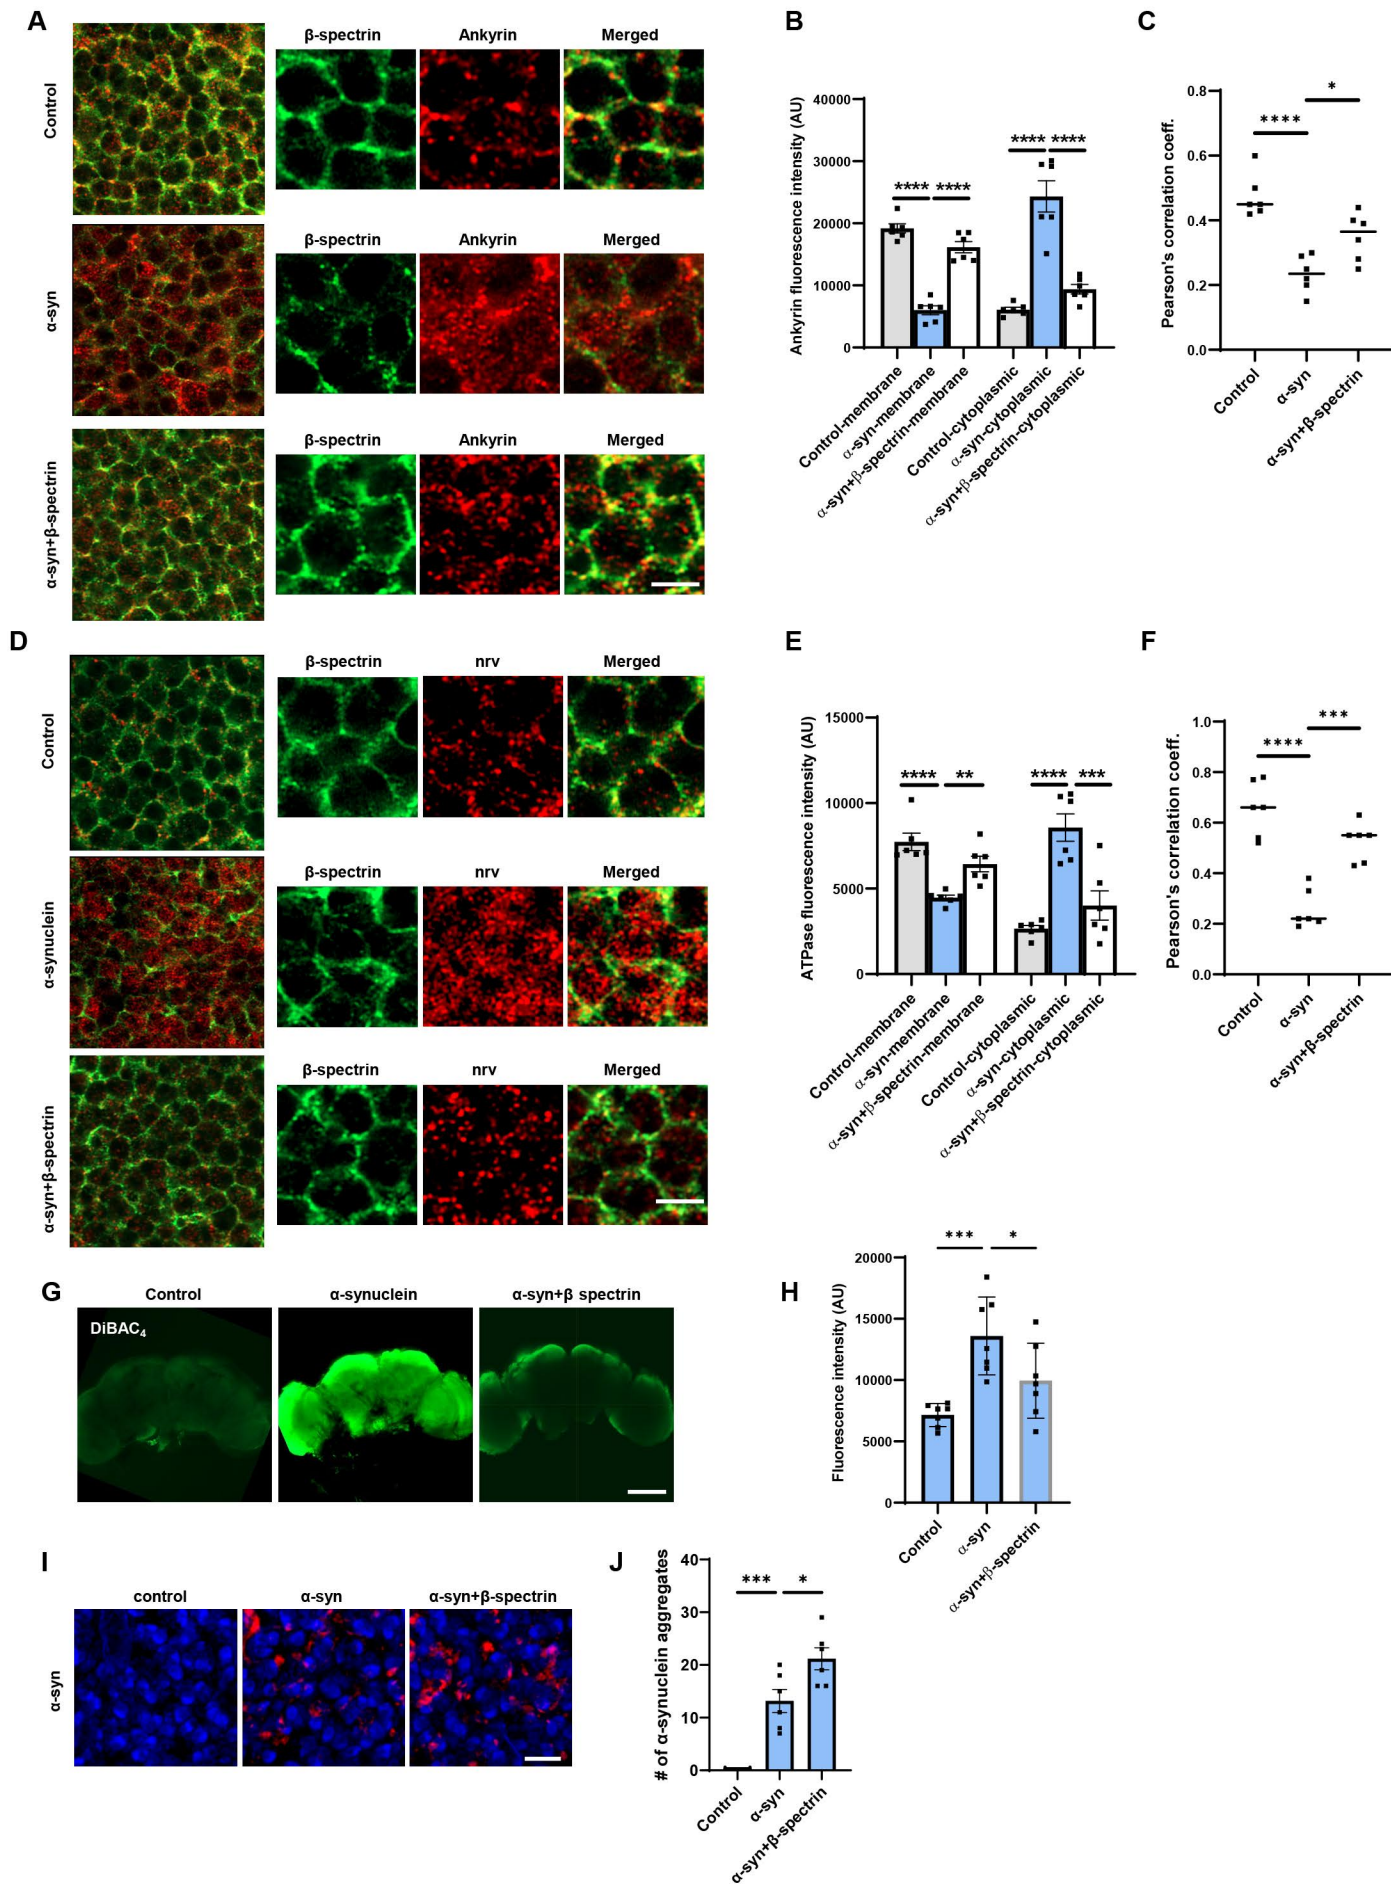 A
β-spectrin
Ankyrin
Merged
Control
β-spectrin
Ankyrin
Merged
α-syn
β-spectrin
Ankyrin
Merged
α-syn+β-spectrin
B
Ankyrin fluorescence intensity (AU)
40000
30000
20000
10000
0
**** ****
**** ****
Control-membrane
α-syn-membrane
α-syn+β-spectrin-membrane
Control-cytoplasmic
α-syn-cytoplasmic
α-syn+β-spectrin-cytoplasmic
C
Pearson's correlation coeff.
0.8
0.6
0.4
0.2
0.0
****
*
Control
α-syn
α-syn+β-spectrin
D
β-spectrin
nrv
Merged
Control
β-spectrin
nrv
Merged
α-synuclein
β-spectrin
nrv
Merged
α-syn+β-spectrin
E
ATPase fluorescence intensity (AU)
15000
10000
5000
0
**** **
**** ***
Control-membrane
α-syn-membrane
α-syn+β-spectrin-membrane
Control-cytoplasmic
α-syn-cytoplasmic
α-syn+β-spectrin-cytoplasmic
F
Pearson's correlation coeff.
1.0
0.8
0.6
0.4
0.2
0.0
****
***
Control
α-syn
α-syn+β-spectrin
G
Control
α-synuclein
α-syn+β spectrin
DiBAC₄
H
Fluorescence intensity (AU)
20000
15000
10000
5000
0
***
*
Control
α-syn
α-syn+β-spectrin
I
control
α-syn
α-syn+β-spectrin
α-syn
J
# of α-synuclein aggregates
40
30
20
10
0
***
*
Control
α-syn
α-syn+β-spectrin